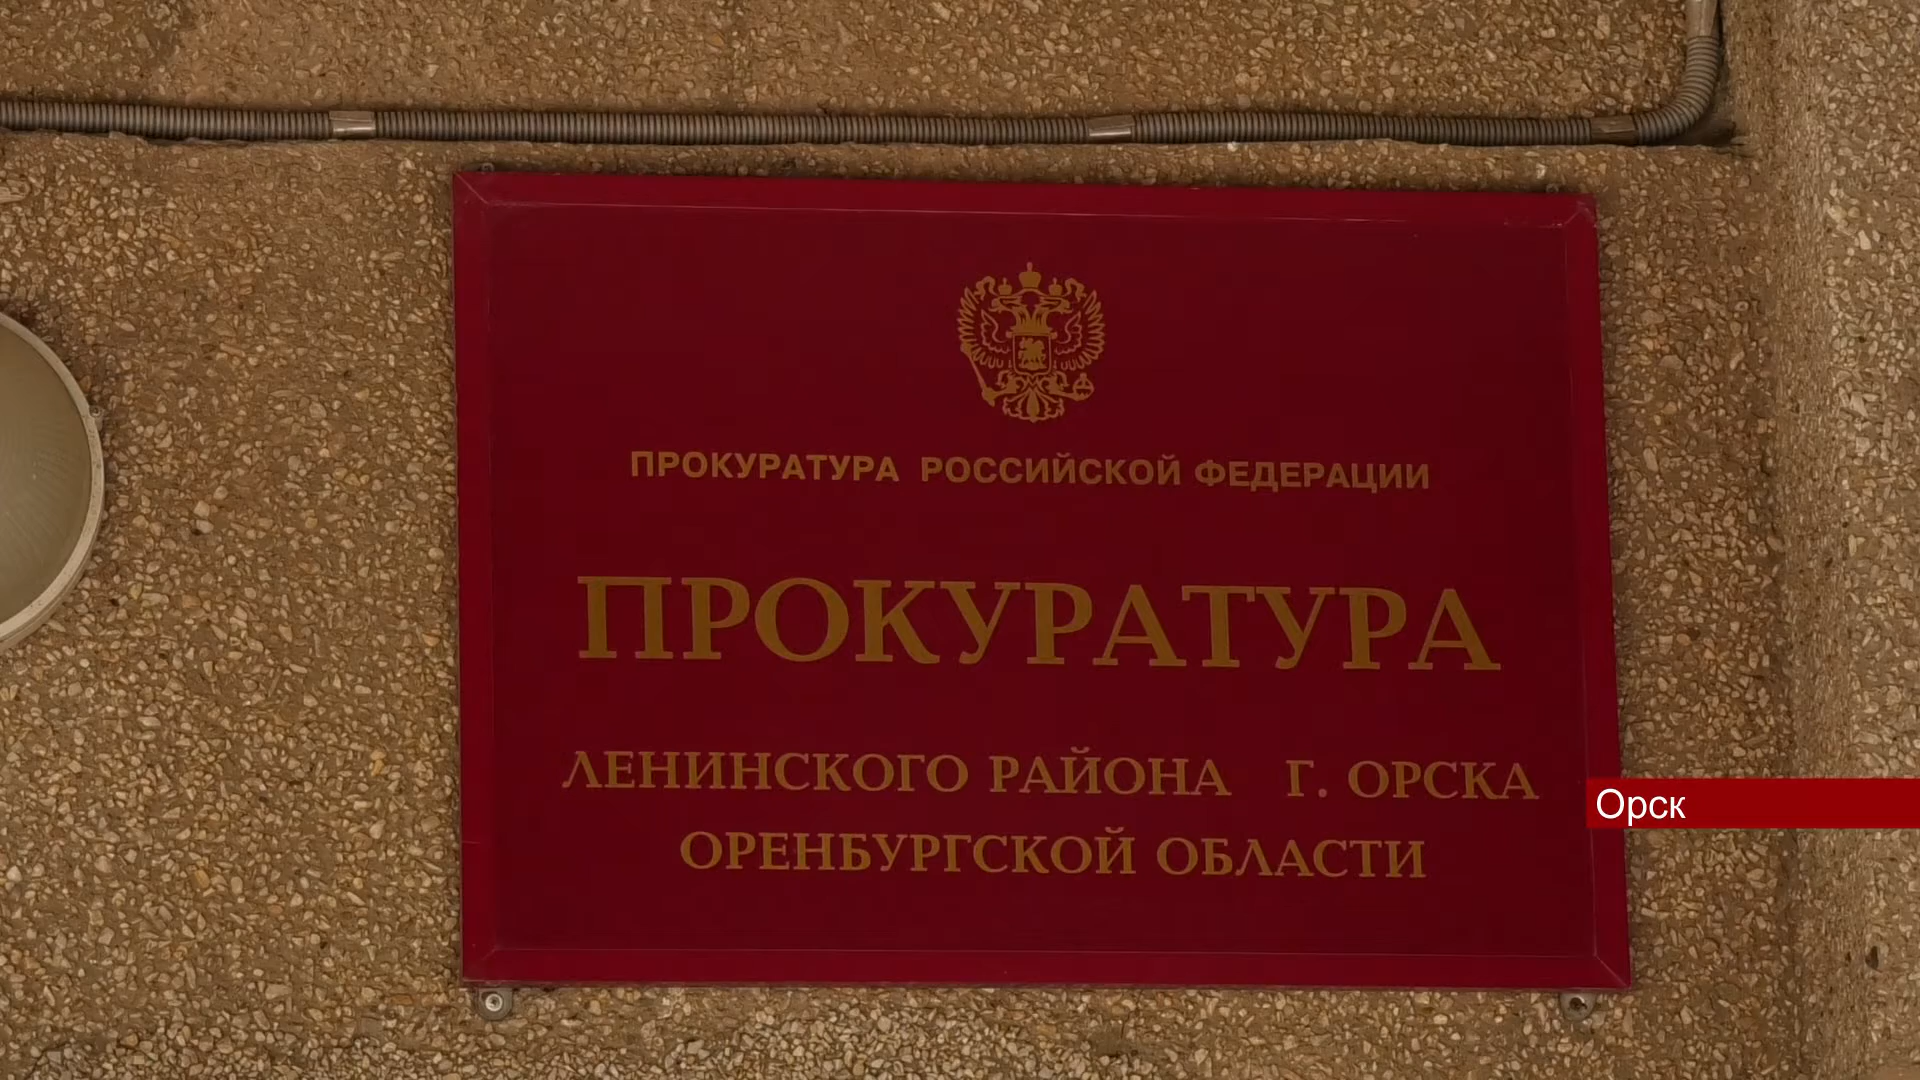 ПРОКУРАТУРА РОССИЙСКОЙ ФЕДЕРАЦИИ
ПРОКУРАТУРА
ЛЕНИНСКОГО РАЙОНА Г. ОРСКА
ОРЕНБУРГСКОЙ ОБЛАСТИ
Орск